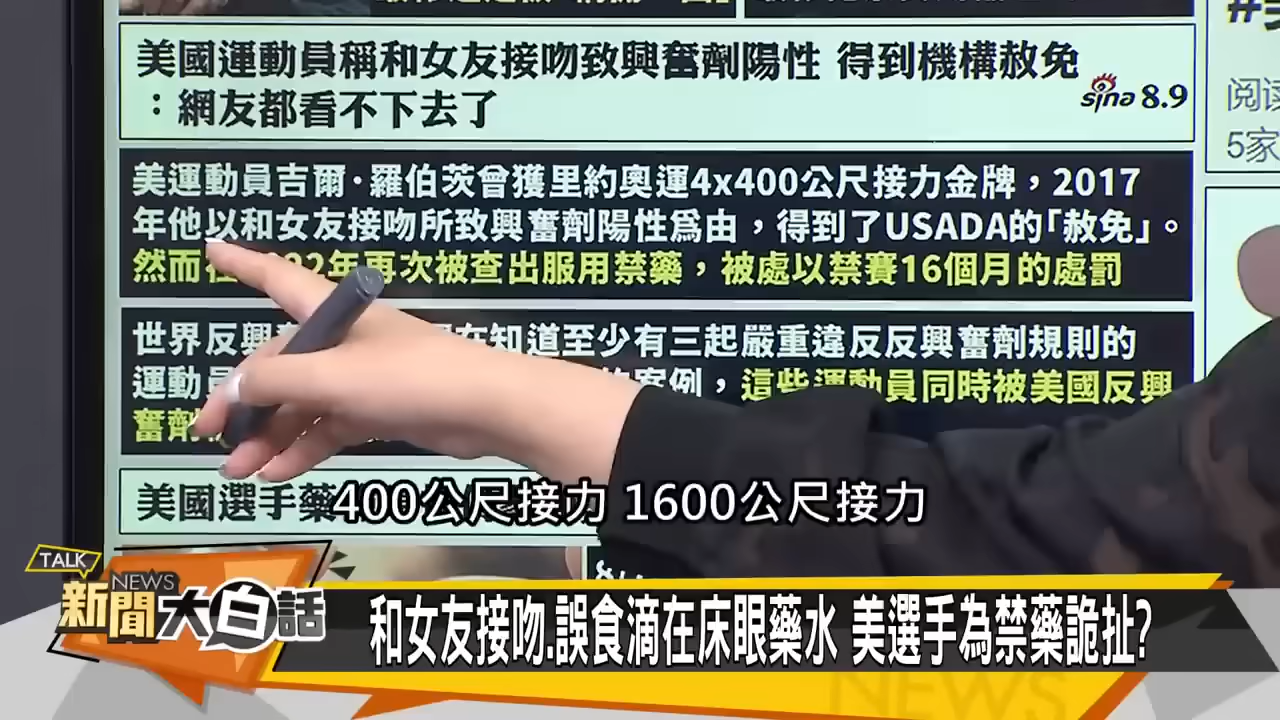 美國運動員稱和女友接吻致興奮劑陽性 得到機構赦免
：網友都看不下去了
sina 8.9
阅读
5家
美運動員吉爾·羅伯茨曾獲里約奧運4x400公尺接力金牌，2017
年他以和女友接吻所致興奮劑陽性爲由，得到了USADA的「赦免」。
然而在 22年再次被查出服用禁藥，被處以禁賽16個月的處罰
世界反興 在知道至少有三起嚴重違反反興奮劑規則的
運動員 的案例，這些運動員同時被美國反興
奮劑
美國選手藥
400公尺接力 1600公尺接力
TALK
NEWS
新聞大白話
和女友接吻.誤食滴在床眼藥水 美選手為禁藥詭扯?
NEWS